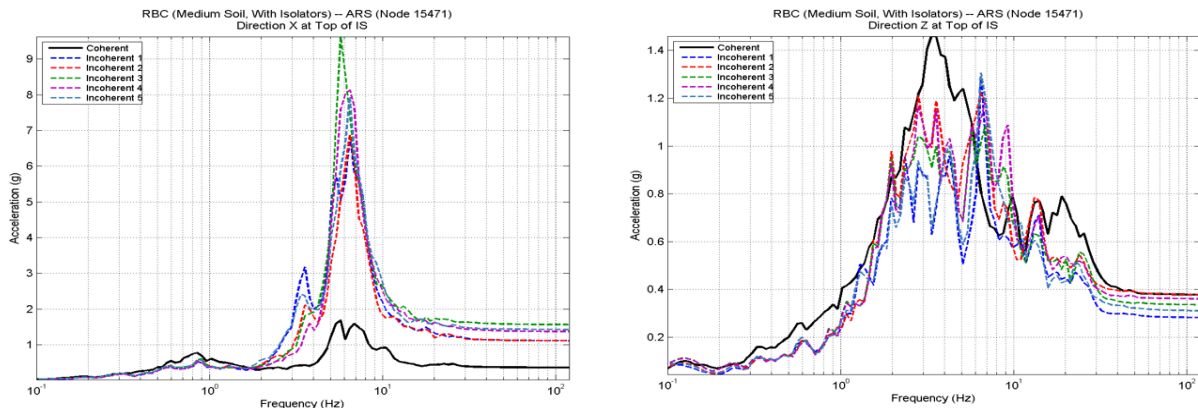 RBC (Medium Soil, With Isolators) -- ARS (Node 15471)
Direction X at Top of IS
Coherent
Incoherent 1
Incoherent 2
Incoherent 3
Incoherent 4
Incoherent 5
Acceleration (g)
9
8
7
6
5
4
3
2
1
10^-1
10^0
10^1
10^2
Frequency (Hz)
RBC (Medium Soil, With Isolators) -- ARS (Node 15471)
Direction Z at Top of IS
Coherent
Incoherent 1
Incoherent 2
Incoherent 3
Incoherent 4
Incoherent 5
Acceleration (g)
1.4
1.2
1
0.8
0.6
0.4
0.2
10^-1
10^0
10^1
10^2
Frequency (Hz)